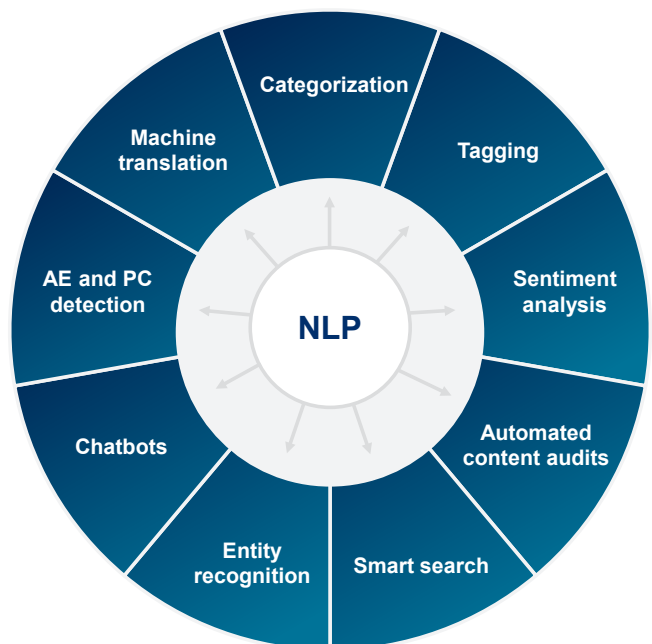 Categorization
Tagging
Sentiment
analysis
Automated
content audits
Smart search
Entity
recognition
Chatbots
AE and PC
detection
Machine
translation
NLP